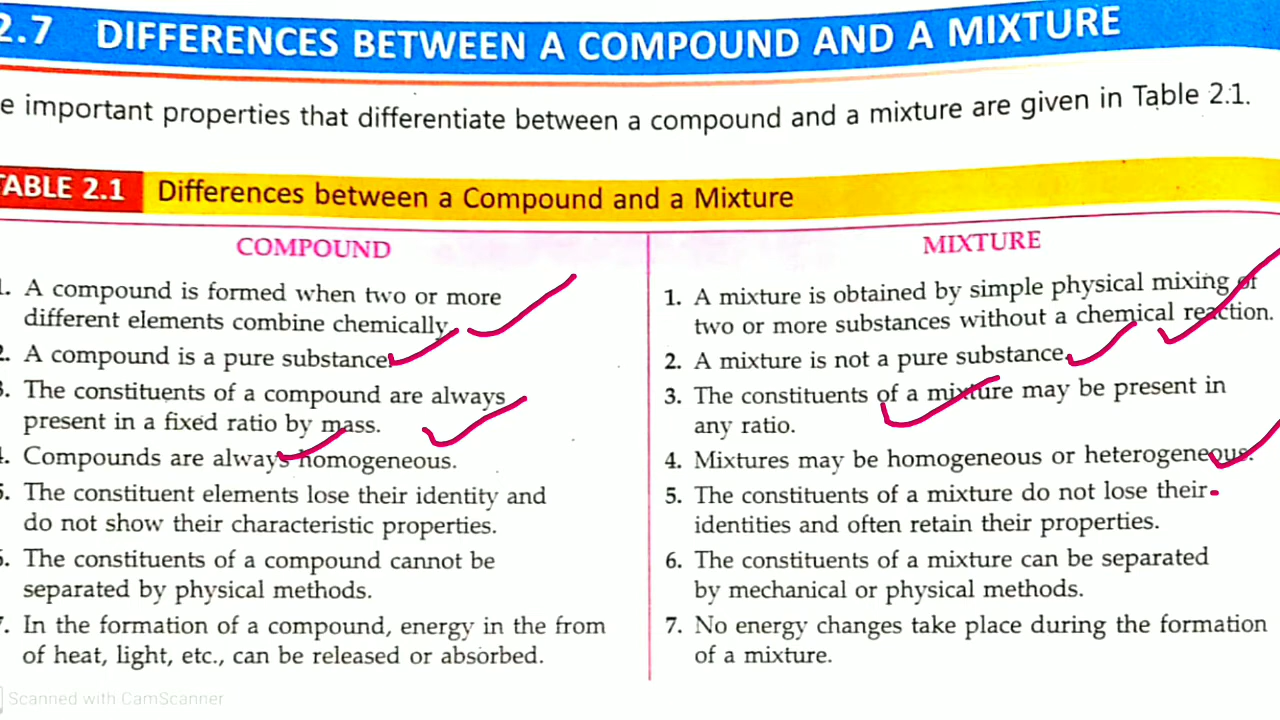 2.7 DIFFERENCES BETWEEN A COMPOUND AND A MIXTURE
e important properties that differentiate between a compound and a mixture are given in Table 2.1.
TABLE 2.1 Differences between a Compound and a Mixture
COMPOUND
1. A compound is formed when two or more
different elements combine chemically.
2. A compound is a pure substance.
3. The constituents of a compound are always
present in a fixed ratio by mass.
4. Compounds are always homogeneous.
5. The constituent elements lose their identity and
do not show their characteristic properties.
6. The constituents of a compound cannot be
separated by physical methods.
7. In the formation of a compound, energy in the from
of heat, light, etc., can be released or absorbed.
MIXTURE
1. A mixture is obtained by simple physical mixing of
two or more substances without a chemical reaction.
2. A mixture is not a pure substance.
3. The constituents of a mixture may be present in
any ratio.
4. Mixtures may be homogeneous or heterogeneous.
5. The constituents of a mixture do not lose their
identities and often retain their properties.
6. The constituents of a mixture can be separated
by mechanical or physical methods.
7. No energy changes take place during the formation
of a mixture.
Scanned with CamScanner